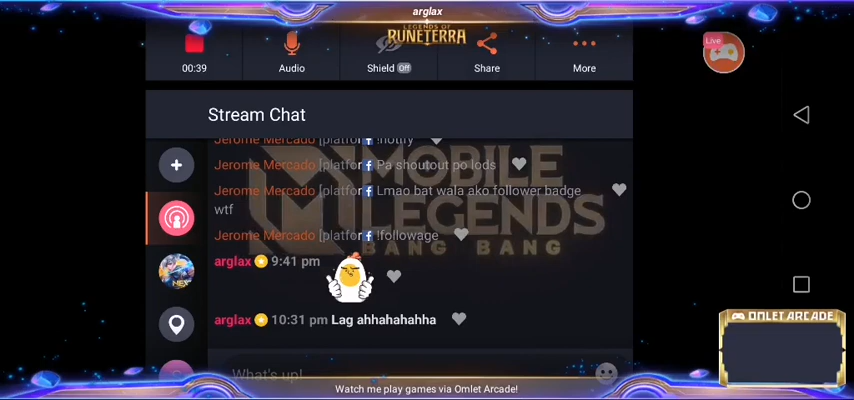 arglax
LEGENDS OF
RUNETERRA
00:39
Audio
Shield Off
Share
More
Live
Stream Chat
Jerome Mercado [platfor !notify
Jerome Mercado [platfor Pa shoutout po lods
Jerome Mercado [platfor Lmao bat wala ako follower badge
wtf
Jerome Mercado [platfor !followage
MOBILE
LEGENDS
BANG BANG
arglax 9:41 pm
arglax 10:31 pm Lag ahhahahahha
What's up!
OMLET ARCADE
Watch me play games via Omlet Arcade!